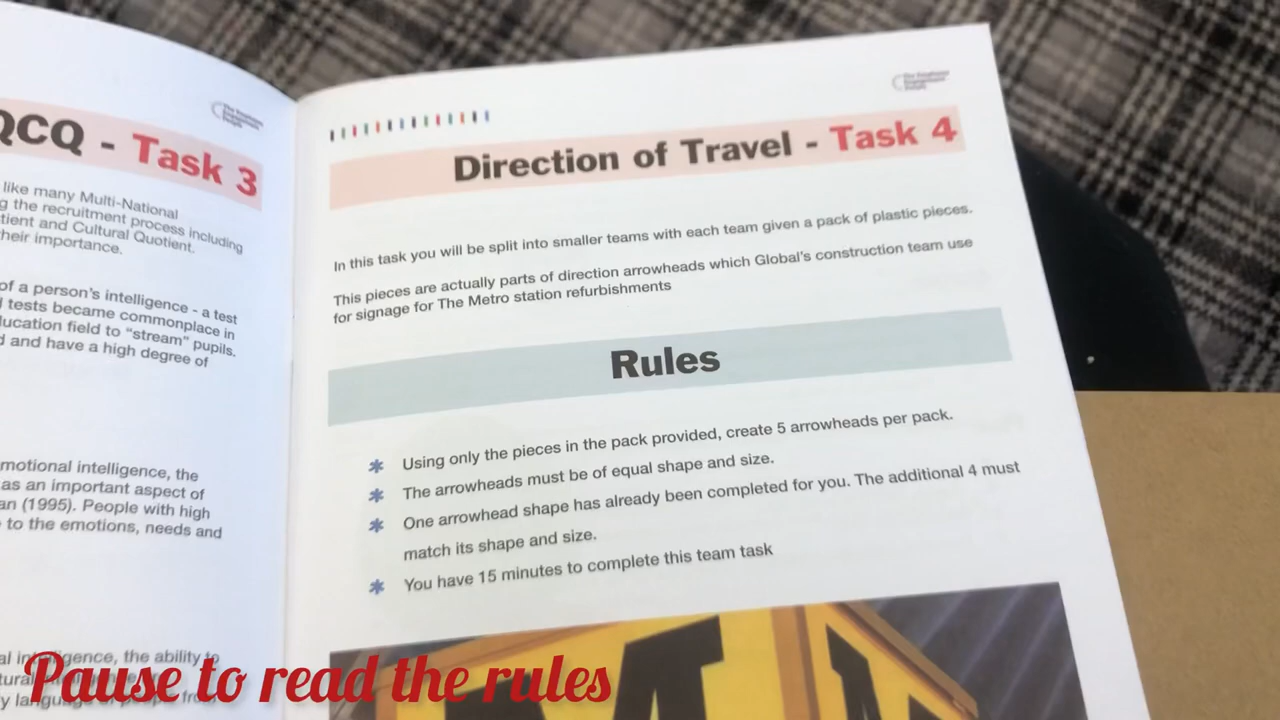 QCQ - Task 3
like many Multi-National
g the recruitment process including
tient and Cultural Quotient.
heir importance.
of a person's intelligence - a test
tests became commonplace in
ucation field to "stream" pupils.
and have a high degree of
motional intelligence, the
as an important aspect of
an (1995). People with high
to the emotions, needs and
al intelligence, the ability to
Direction of Travel - Task 4
In this task you will be split into smaller teams with each team given a pack of plastic pieces.
This pieces are actually parts of direction arrowheads which Global's construction team use
for signage for The Metro station refurbishments
Rules
* Using only the pieces in the pack provided, create 5 arrowheads per pack.
* The arrowheads must be of equal shape and size.
* One arrowhead shape has already been completed for you. The additional 4 must
match its shape and size.
* You have 15 minutes to complete this team task
M M
Pause to read the rules